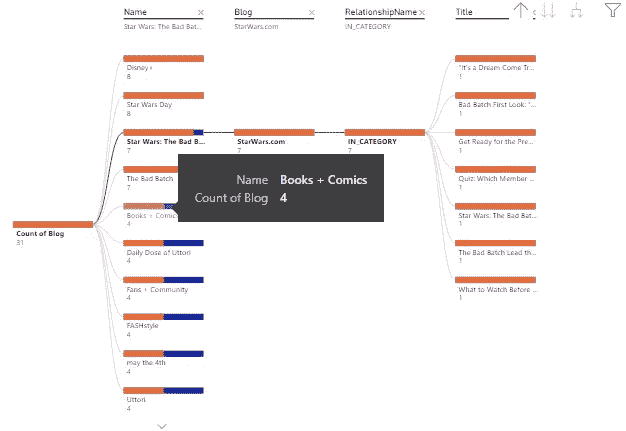 Name
Blog
RelationshipName
Title
Star Wars: The Bad Bat...
StarWars.com
IN_CATEGORY
Disney+
8
Star Wars Day
8
Star Wars: The Bad B...
7
StarWars.com
7
IN_CATEGORY
7
The Bad Batch
7
Books + Comics
4
Daily Dose of Uttori
4
Fans + Community
4
FASHstyle
4
may the 4th
4
Uttori
4
Count of Blog
31
Name Books + Comics
Count of Blog 4
"It's a Dream Come Tr...
1
Bad Batch First Look: "...
1
Get Ready for the Pre...
1
Quiz: Which Member ...
1
Star Wars: The Bad Bat...
1
The Bad Batch Lead th...
1
What to Watch Before ...
1